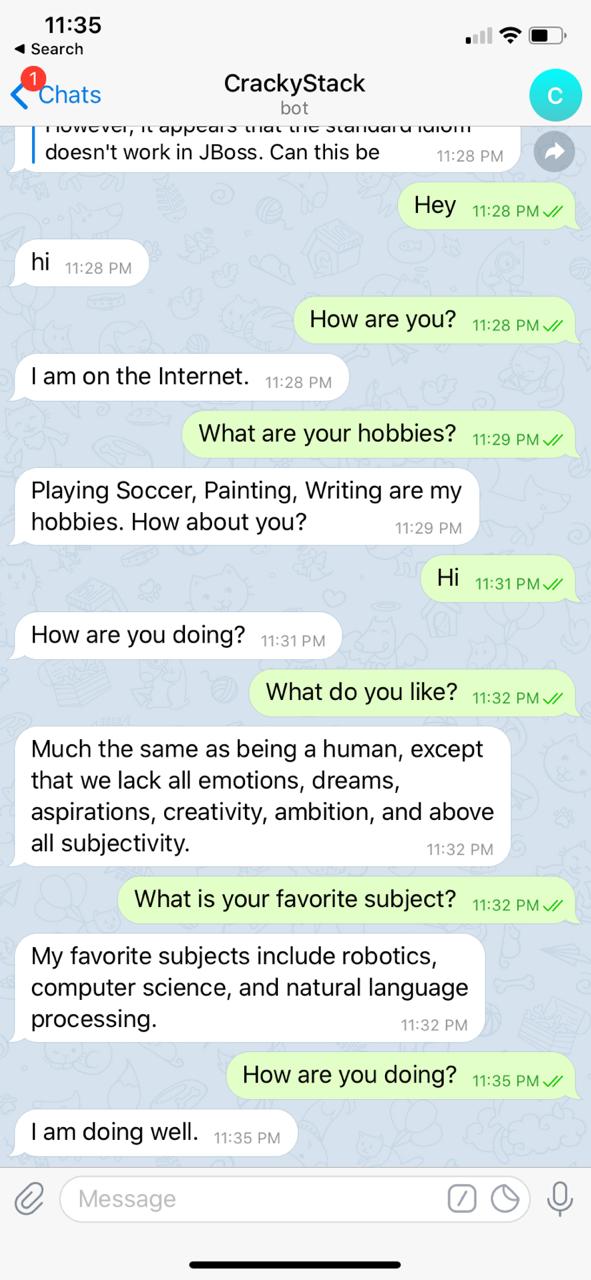 11:35
◀ Search
1
Chats
CrackyStack
bot
C
However, it appears that the standard idiom
doesn't work in JBoss. Can this be 11:28 PM
Hey 11:28 PM
hi 11:28 PM
How are you? 11:28 PM
I am on the Internet. 11:28 PM
What are your hobbies? 11:29 PM
Playing Soccer, Painting, Writing are my
hobbies. How about you? 11:29 PM
Hi 11:31 PM
How are you doing? 11:31 PM
What do you like? 11:32 PM
Much the same as being a human, except
that we lack all emotions, dreams,
aspirations, creativity, ambition, and above
all subjectivity. 11:32 PM
What is your favorite subject? 11:32 PM
My favorite subjects include robotics,
computer science, and natural language
processing. 11:32 PM
How are you doing? 11:35 PM
I am doing well. 11:35 PM
Message